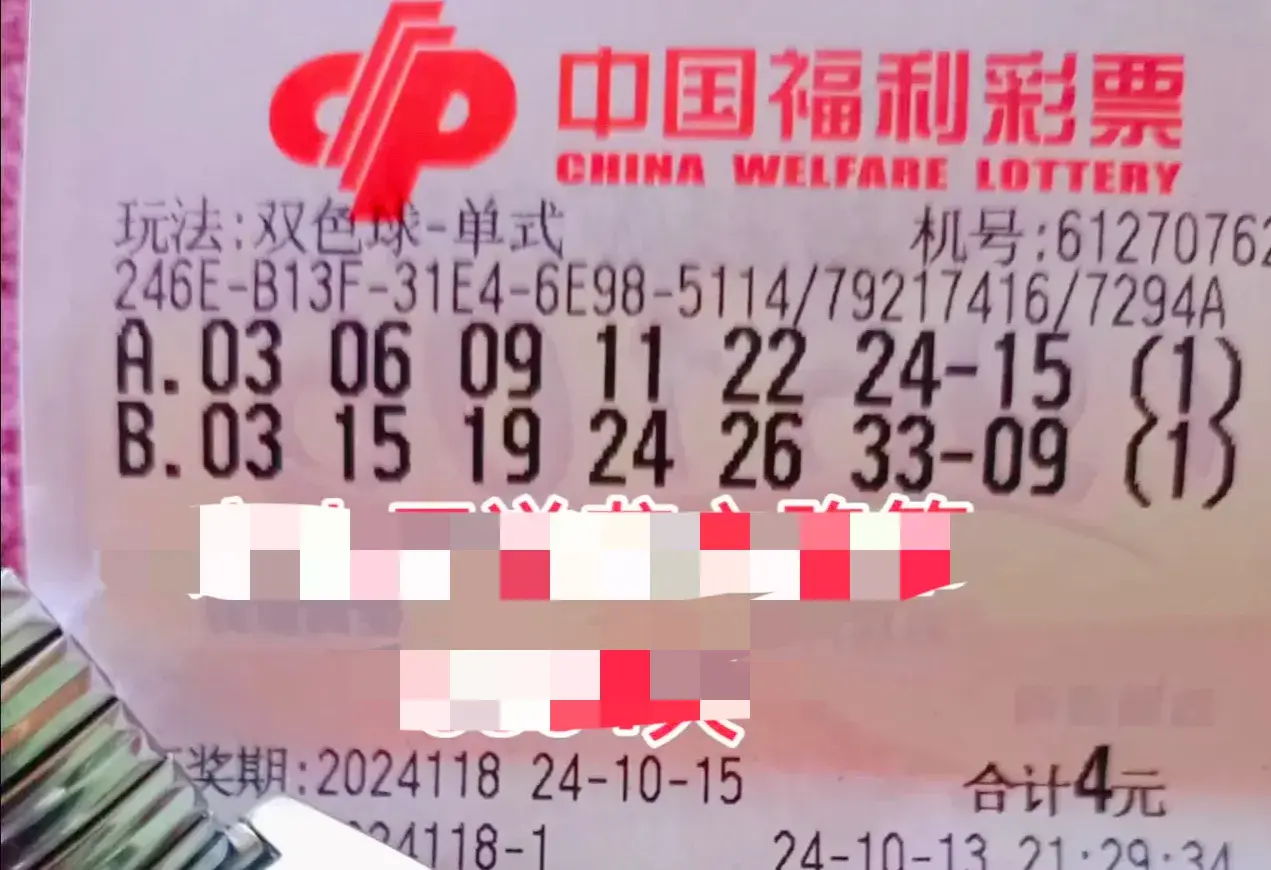 中国福利彩票
CHINA WELFARE LOTTERY
玩法:双色球-单式 机号:61270762
246E-B13F-31E4-6E98-5114/79217416/7294A
A.03 06 09 11 22 24-15 (1)
B.03 15 19 24 26 33-09 (1)
奖期:2024118 24-10-15 合计4元
24118-1 24-10-13 21:29:34